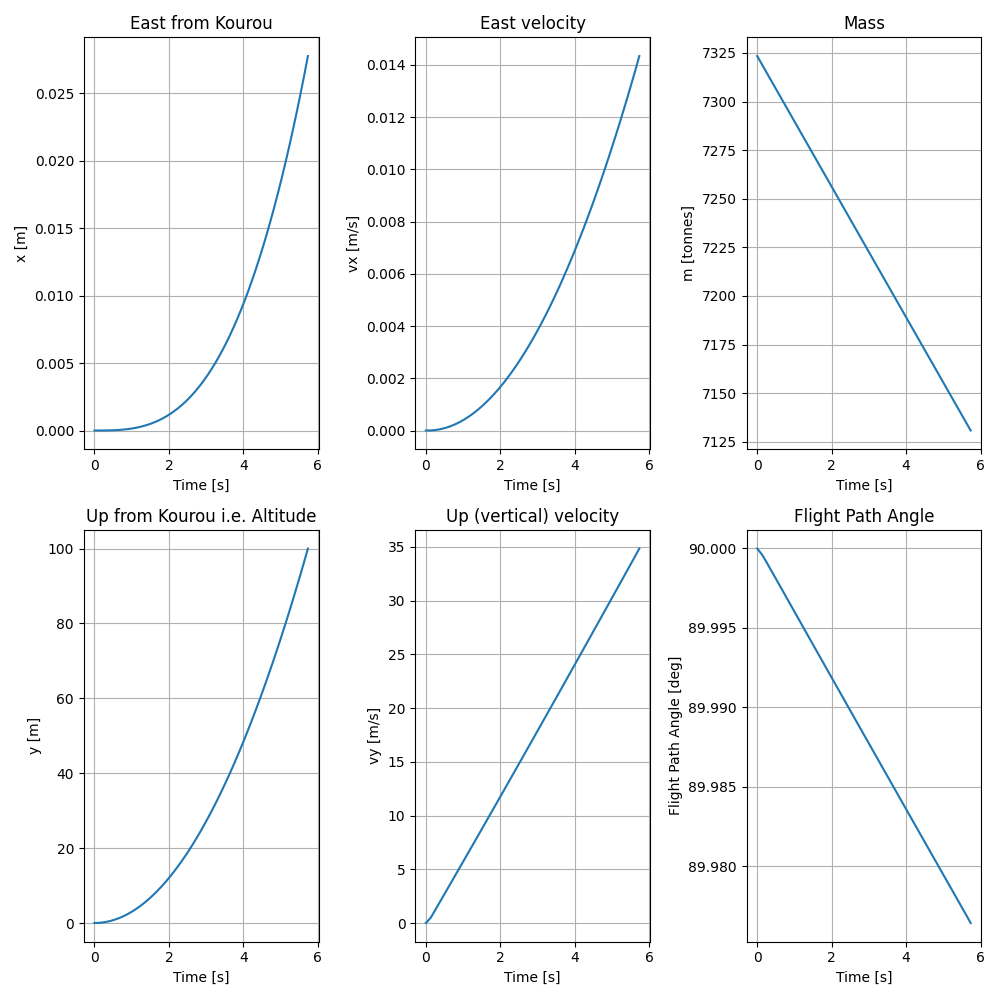 East from Kourou
x [m]
0.025
0.020
0.015
0.010
0.005
0.000
0 2 4 6
Time [s]
East velocity
vx [m/s]
0.014
0.012
0.010
0.008
0.006
0.004
0.002
0.000
0 2 4 6
Time [s]
Mass
m [tonnes]
7325
7300
7275
7250
7225
7200
7175
7150
7125
0 2 4 6
Time [s]
Up from Kourou i.e. Altitude
y [m]
100
80
60
40
20
0
0 2 4 6
Time [s]
Up (vertical) velocity
vy [m/s]
35
30
25
20
15
10
5
0
0 2 4 6
Time [s]
Flight Path Angle
Flight Path Angle [deg]
90.000
89.995
89.990
89.985
89.980
0 2 4 6
Time [s]